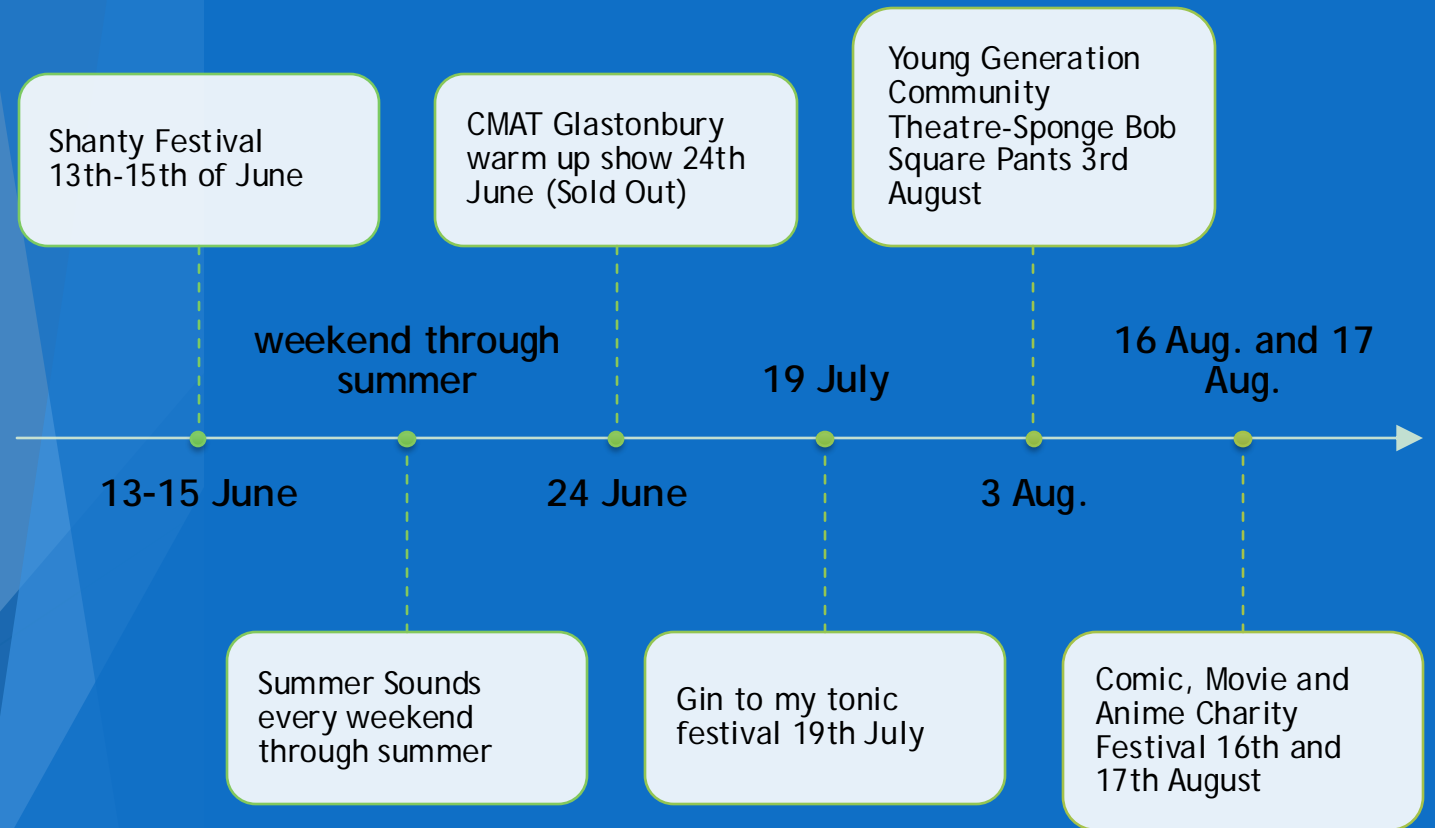 Shanty Festival
13th-15th of June
CMAT Glastonbury
warm up show 24th
June (Sold Out)
Young Generation
Community
Theatre-Sponge Bob
Square Pants 3rd
August
weekend through
summer
19 July
16 Aug. and 17
Aug.
13-15 June
24 June
3 Aug.
Summer Sounds
every weekend
through summer
Gin to my tonic
festival 19th July
Comic, Movie and
Anime Charity
Festival 16th and
17th August